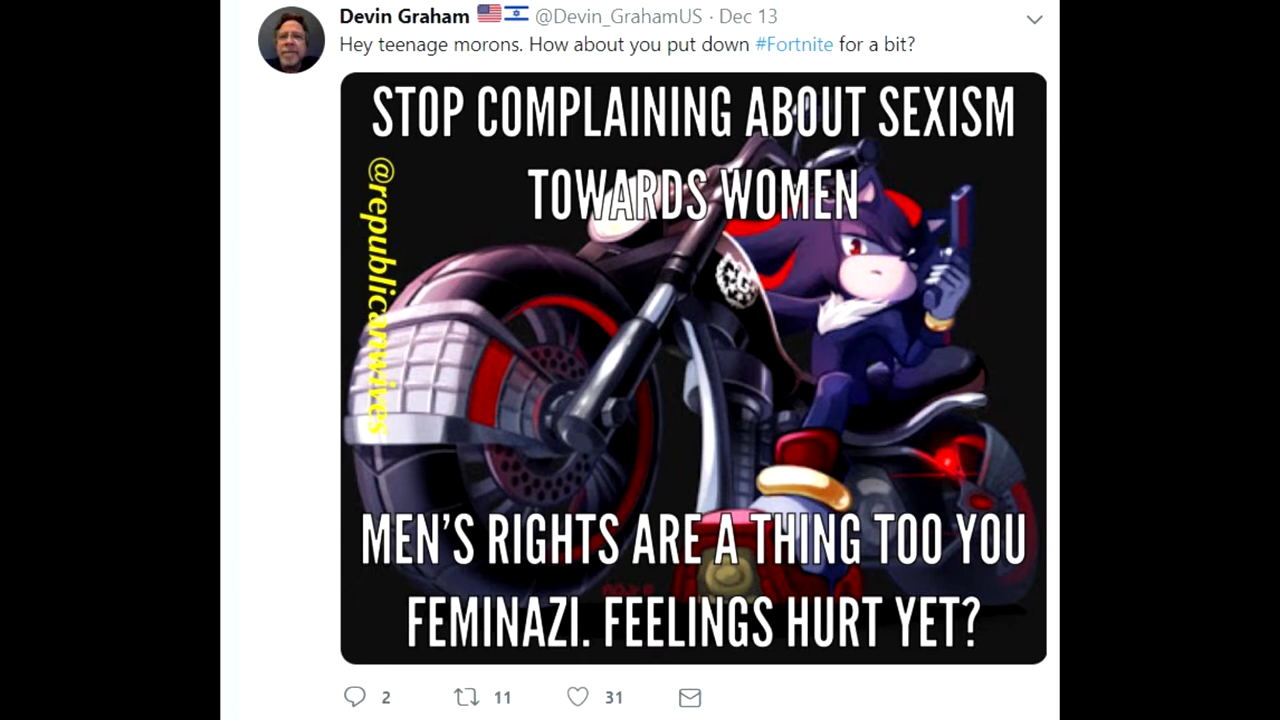 Devin Graham 🇺🇸🇮🇱 @Devin_GrahamUS · Dec 13
Hey teenage morons. How about you put down #Fortnite for a bit?
STOP COMPLAINING ABOUT SEXISM
TOWARDS WOMEN
@republicanwives
G
MEN'S RIGHTS ARE A THING TOO YOU
FEMINAZI. FEELINGS HURT YET?
2 11 31